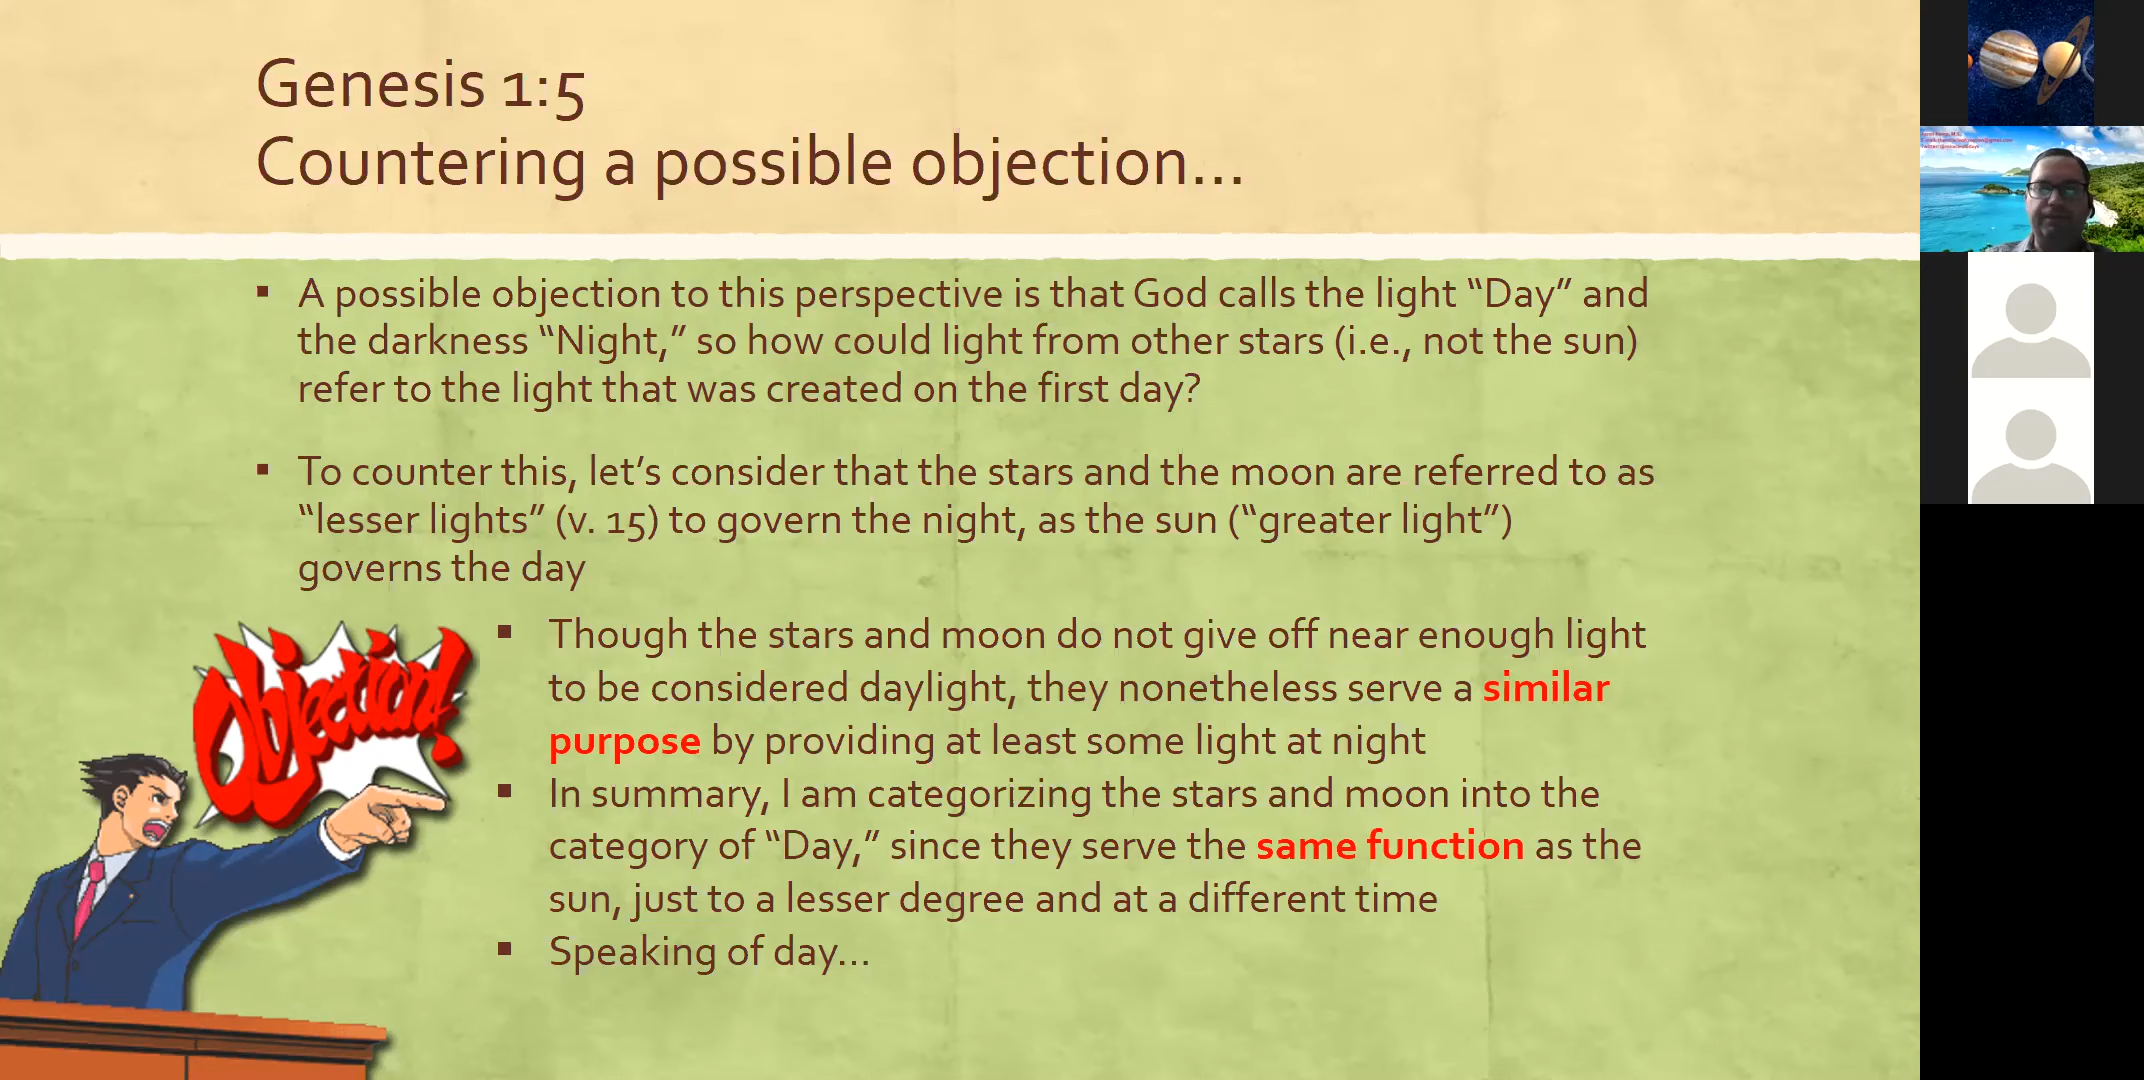 Genesis 1:5
Countering a possible objection...
▪ A possible objection to this perspective is that God calls the light “Day” and
the darkness “Night,” so how could light from other stars (i.e., not the sun)
refer to the light that was created on the first day?
▪ To counter this, let’s consider that the stars and the moon are referred to as
“lesser lights” (v. 15) to govern the night, as the sun (“greater light”)
governs the day
Objection!
▪ Though the stars and moon do not give off near enough light
to be considered daylight, they nonetheless serve a similar
purpose by providing at least some light at night
▪ In summary, I am categorizing the stars and moon into the
category of “Day,” since they serve the same function as the
sun, just to a lesser degree and at a different time
▪ Speaking of day...